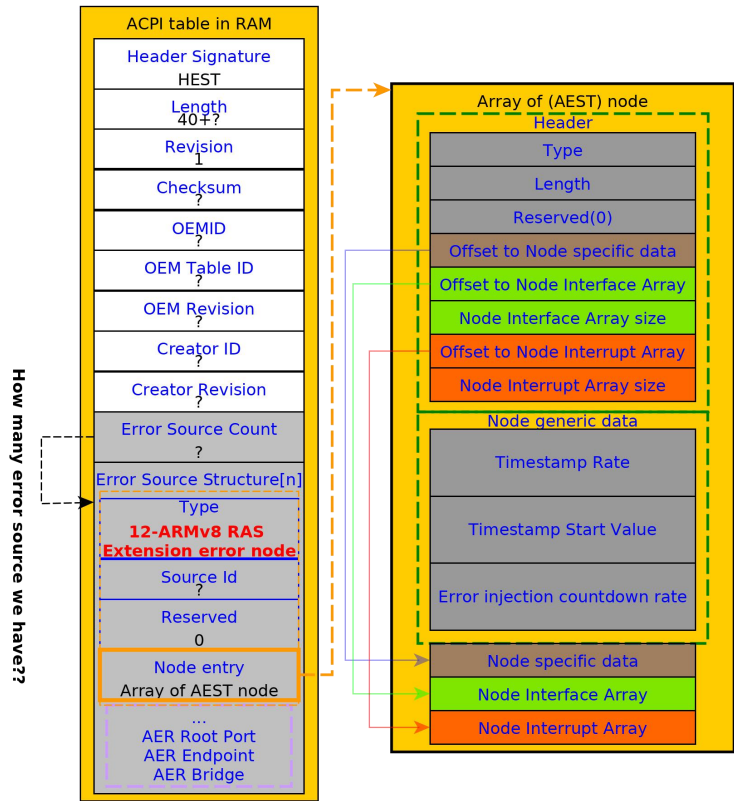 ACPI table in RAM
Header Signature
HEST
Length
40+?
Revision
1
Checksum
?
OEMID
?
OEM Table ID
?
OEM Revision
?
Creator ID
?
Creator Revision
?
Error Source Count
?
Error Source Structure[n]
Type
12-ARMv8 RAS
Extension error node
Source Id
?
Reserved
0
Node entry
Array of AEST node
...
AER Root Port
AER Endpoint
AER Bridge
How many error source we have??
Array of (AEST) node
Header
Type
Length
Reserved(0)
Offset to Node specific data
Offset to Node Interface Array
Node Interface Array size
Offset to Node Interrupt Array
Node Interrupt Array size
Node generic data
Timestamp Rate
Timestamp Start Value
Error injection countdown rate
Node specific data
Node Interface Array
Node Interrupt Array